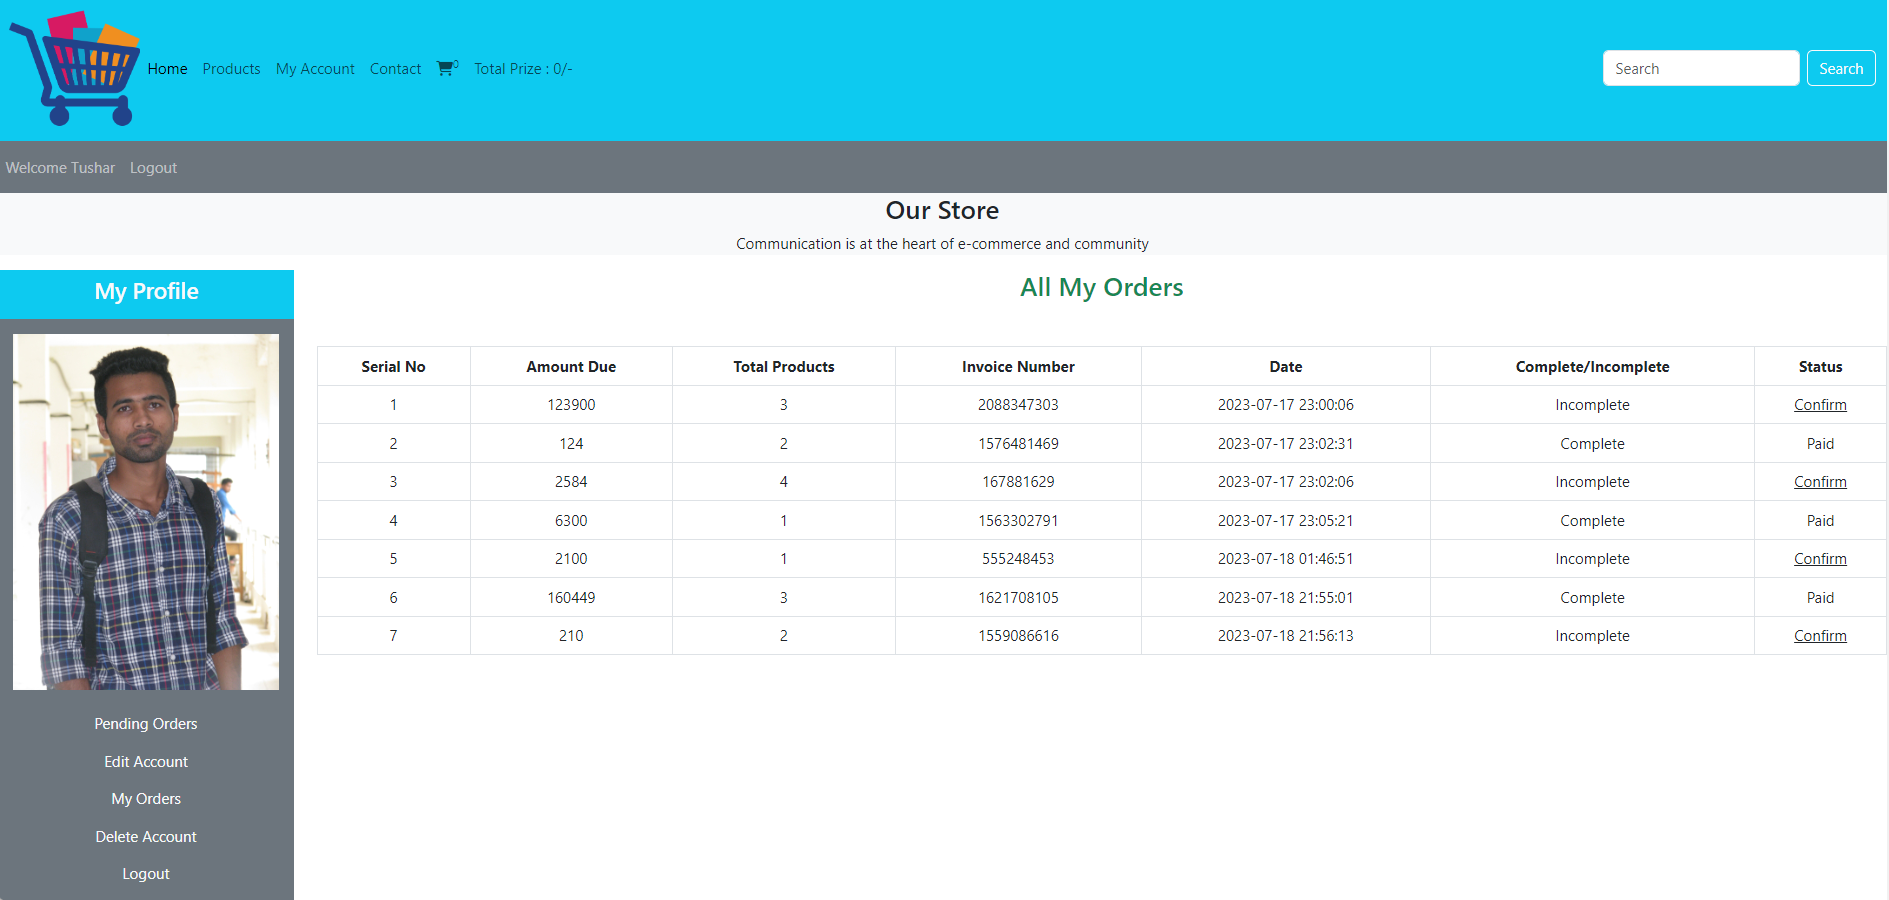 Home Products My Account Contact 0 Total Prize : 0/- Search Search
Welcome Tushar Logout
Our Store
Communication is at the heart of e-commerce and community
My Profile
Pending Orders
Edit Account
My Orders
Delete Account
Logout
All My Orders
Serial No Amount Due Total Products Invoice Number Date Complete/Incomplete Status
1 123900 3 2088347303 2023-07-17 23:00:06 Incomplete Confirm
2 124 2 1576481469 2023-07-17 23:02:31 Complete Paid
3 2584 4 167881629 2023-07-17 23:02:06 Incomplete Confirm
4 6300 1 1563302791 2023-07-17 23:05:21 Complete Paid
5 2100 1 555248453 2023-07-18 01:46:51 Incomplete Confirm
6 160449 3 1621708105 2023-07-18 21:55:01 Complete Paid
7 210 2 1559086616 2023-07-18 21:56:13 Incomplete Confirm